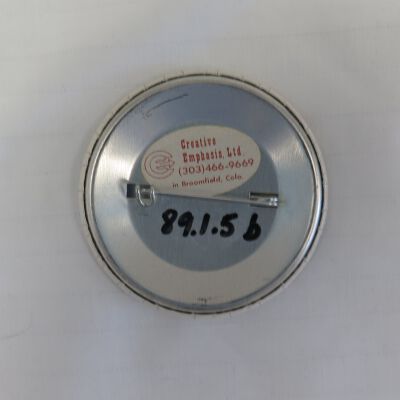 Creative
Emphasis, Ltd
(303)466-9669
in Broomfield, Colo.
89.1.5 b